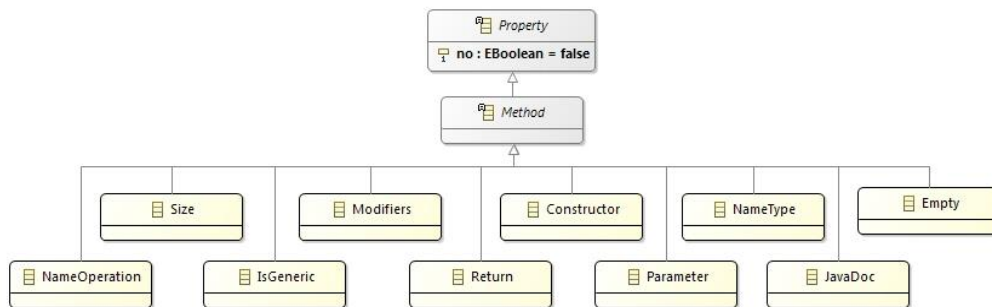 Property
no : EBoolean = false
Method
Size
Modifiers
Constructor
NameType
Empty
NameOperation
IsGeneric
Return
Parameter
JavaDoc